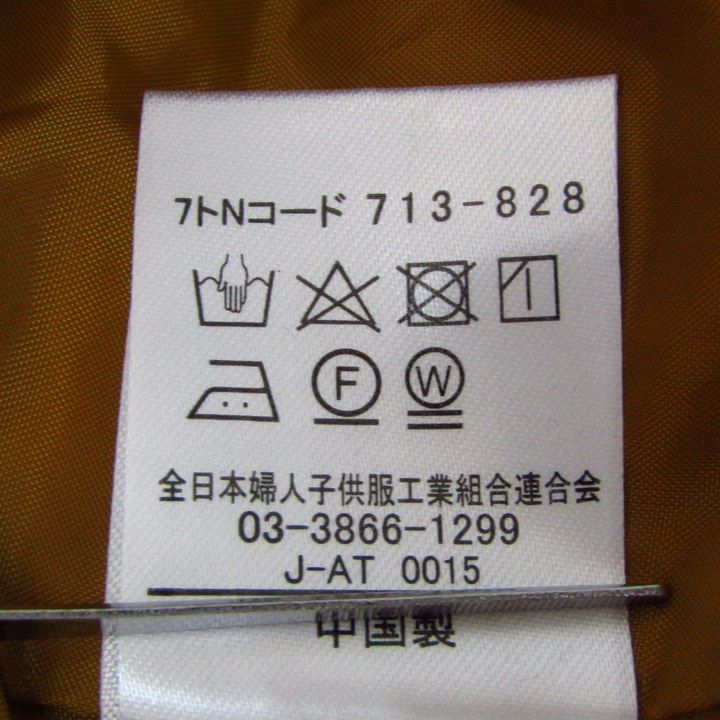 アトNコード 713-828
F W
全日本婦人子供服工業組合連合会
03-3866-1299
J-AT 0015
中国製